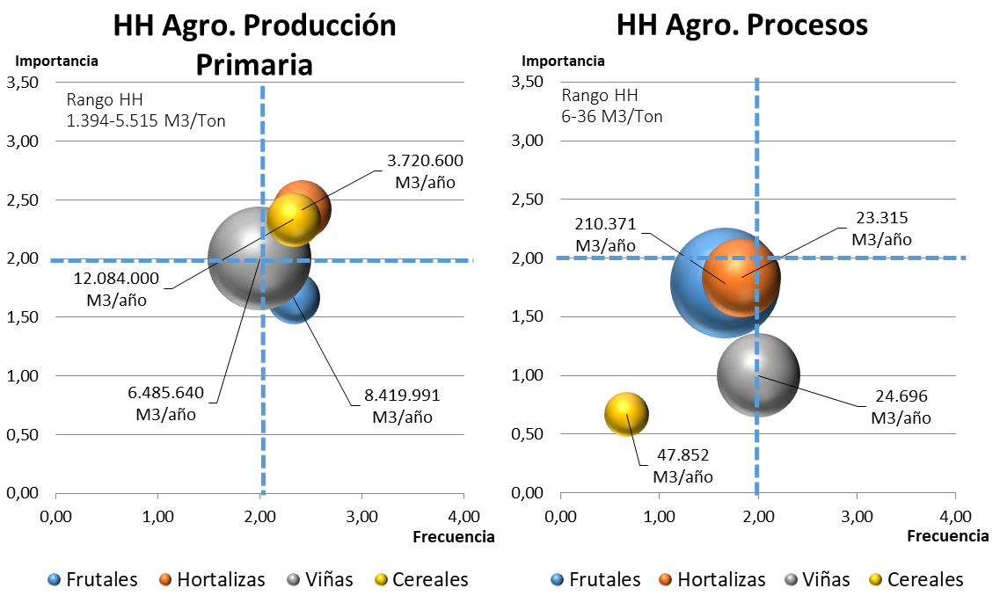 HH Agro. Producción
Primaria
Importancia
3,50
3,00
2,50
2,00
1,50
1,00
0,50
0,00
Rango HH
1.394-5.515 M3/Ton
3.720.600
M3/año
12.084.000
M3/año
6.485.640
M3/año
8.419.991
M3/año
0,00 1,00 2,00 3,00 4,00
Frecuencia
Frutales Hortalizas Viñas Cereales
HH Agro. Procesos
Importancia
3,50
3,00
2,50
2,00
1,50
1,00
0,50
0,00
Rango HH
6-36 M3/Ton
210.371
M3/año
23.315
M3/año
24.696
M3/año
47.852
M3/año
0,00 1,00 2,00 3,00 4,00
Frecuencia
Frutales Hortalizas Viñas Cereales